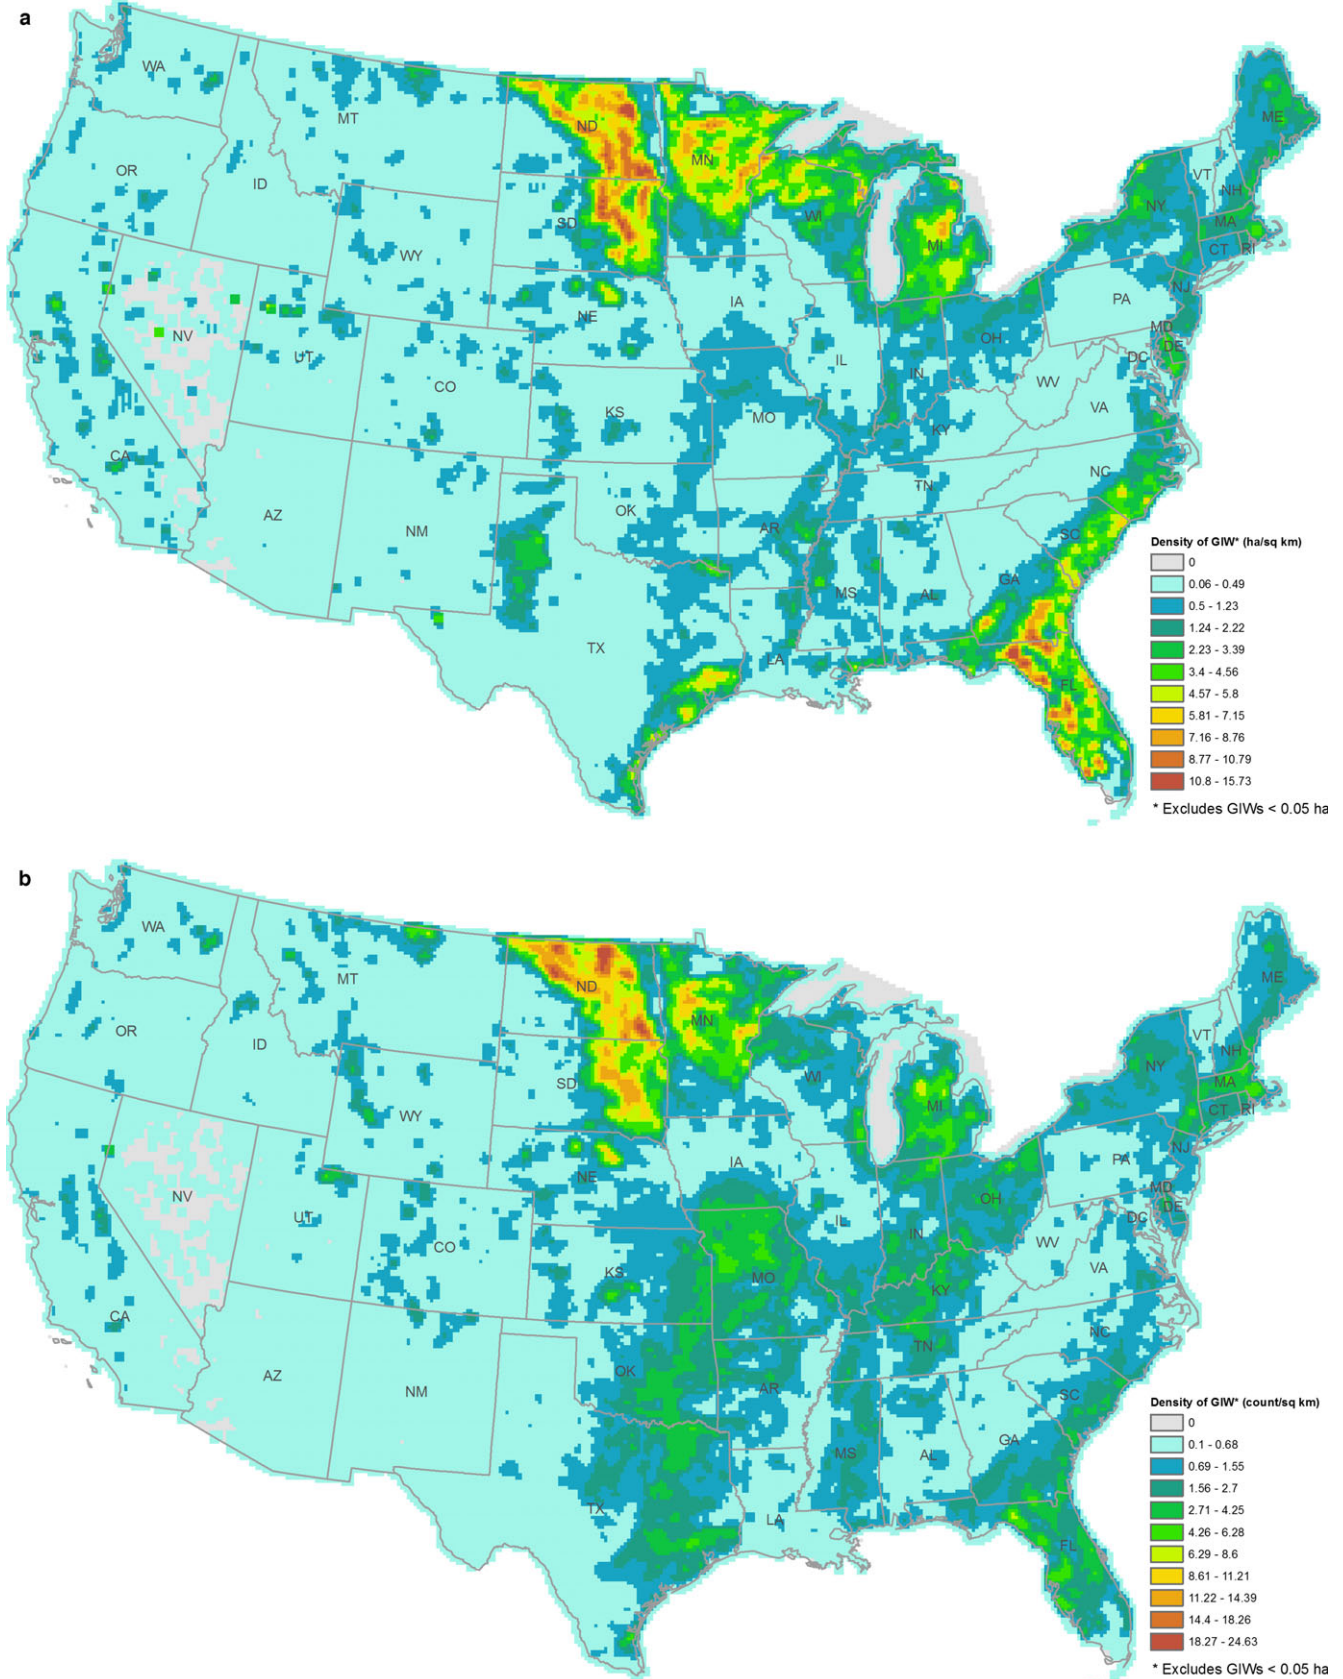 a
WA
MT
ND
MN
ME
OR
ID
SD
WI
MI
VT
NH
NY
MA
CT
RI
WY
IA
NE
PA
NJ
NV
UT
CO
IL
IN
OH
MD
DE
DC
WV
VA
KS
MO
KY
CA
NC
TN
AZ
NM
OK
AR
SC
MS
AL
GA
TX
LA
FL
Density of GIW* (ha/sq km)
0
0.06 - 0.49
0.5 - 1.23
1.24 - 2.22
2.23 - 3.39
3.4 - 4.56
4.57 - 5.8
5.81 - 7.15
7.16 - 8.76
8.77 - 10.79
10.8 - 15.73
* Excludes GIWs < 0.05 ha
b
WA
MT
ND
MN
ME
OR
ID
SD
WI
MI
VT
NH
NY
MA
CT
RI
WY
IA
NE
PA
NJ
NV
UT
CO
IL
IN
OH
MD
DE
DC
WV
VA
KS
MO
KY
CA
NC
TN
AZ
NM
OK
AR
SC
MS
AL
GA
TX
LA
FL
Density of GIW* (count/sq km)
0
0.1 - 0.68
0.69 - 1.55
1.56 - 2.7
2.71 - 4.25
4.26 - 6.28
6.29 - 8.6
8.61 - 11.21
11.22 - 14.39
14.4 - 18.26
18.27 - 24.63
* Excludes GIWs < 0.05 ha